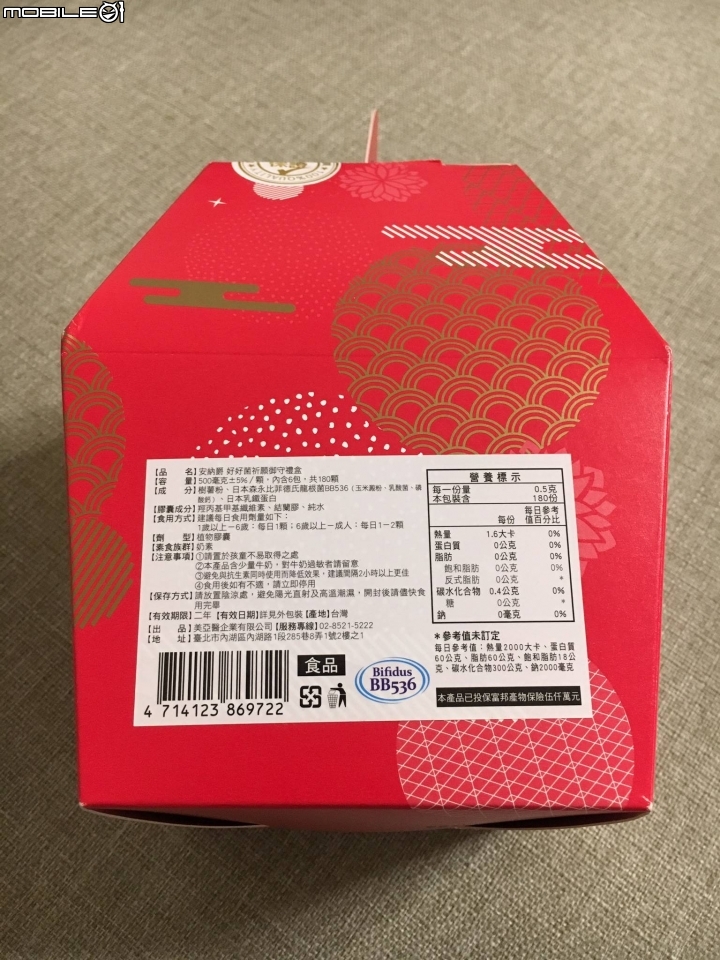 MOBILE01
【品　　名】安納爵 好好菌祈願御守禮盒
【容　　量】500毫克±5%/顆，內含6包，共180顆
【成　　分】樹薯粉、日本森永比菲德氏龍根菌BB536（玉米澱粉、乳酸菌、磷
酸鈣）、日本乳鐵蛋白
【膠囊成分】羥丙基甲基纖維素、結蘭膠、純水
【食用方式】建議每日食用劑量如下：
1歲以上－6歲：每日1顆；6歲以上－成人：每日1－2顆
【劑　　型】植物膠囊
【素食族群】奶素
【注意事項】①請置於孩童不易取得之處
②本產品含少量牛奶，對牛奶過敏者請留意
③避免與抗生素同時使用而降低效果，建議間隔2小時以上更佳
④食用後如有不適，請立即停用
【保存方式】請放置陰涼處，避免陽光直射及高溫潮濕，開封後請儘快食
用完畢
【有效期限】二年【有效日期】詳見外包裝【產地】台灣
【出　　品】美亞醫企業有限公司【服務專線】02-8521-5222
【地　　址】臺北市內湖區內湖路1段285巷8弄1號2樓之1
4 714123 869722
食品
Bifidus
BB536
營養標示
每一份量 0.5克
本包裝含 180份
每份 每日參考值百分比
熱量 1.6大卡 0%
蛋白質 0公克 0%
脂肪 0公克 0%
飽和脂肪 0公克 0%
反式脂肪 0公克 *
碳水化合物 0.4公克 0%
糖 0公克 *
鈉 0毫克 0%
*參考值未訂定
每日參考值：熱量2000大卡、蛋白質
60公克、脂肪60公克、飽和脂肪18公
克、碳水化合物300公克、鈉2000毫克
本產品已投保富邦產物保險伍仟萬元